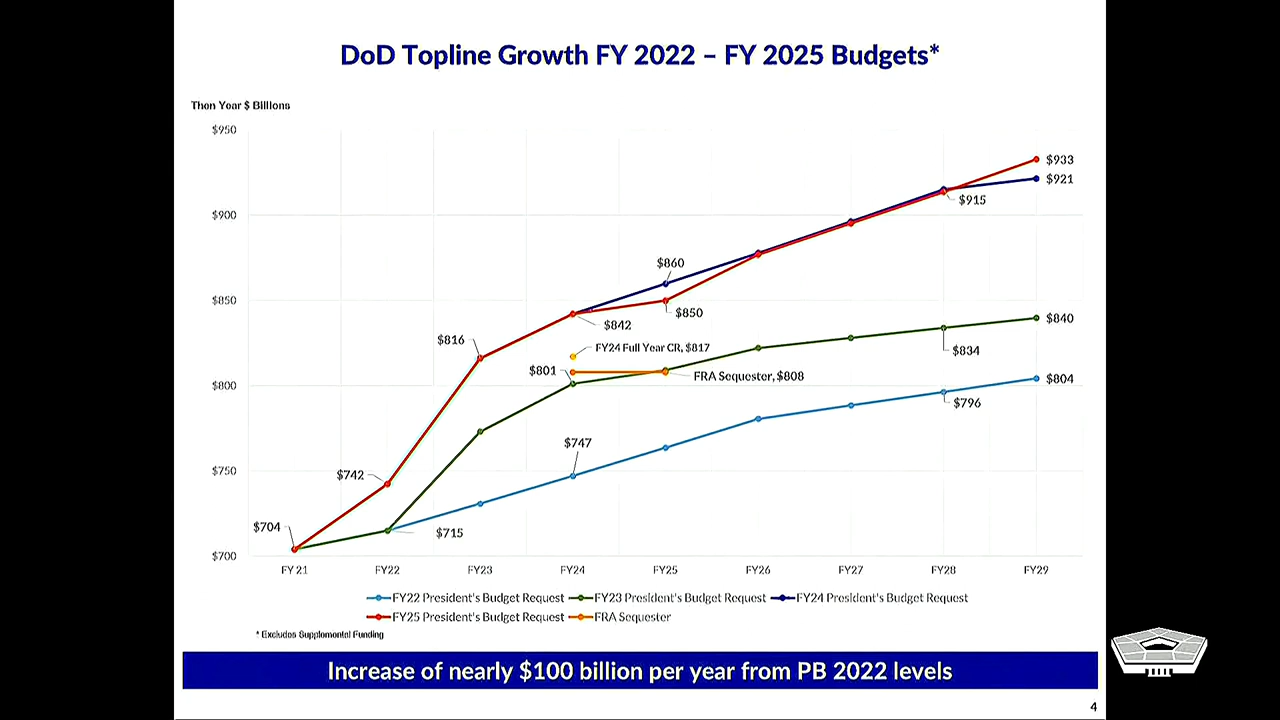 DoD Topline Growth FY 2022 – FY 2025 Budgets*
Then Year $ Billions
$950
$933
$921
$915
$900
$860
$850
$850
$842
$840
$816
FY24 Full Year CR, $817
$834
$801
FRA Sequester, $808
$804
$800
$796
$747
$750
$742
$704
$715
$700
FY 21 FY22 FY23 FY24 FY25 FY26 FY27 FY28 FY29
FY22 President's Budget Request FY23 President's Budget Request FY24 President's Budget Request
FY25 President's Budget Request FRA Sequester
* Excludes Supplemental Funding
Increase of nearly $100 billion per year from PB 2022 levels
4